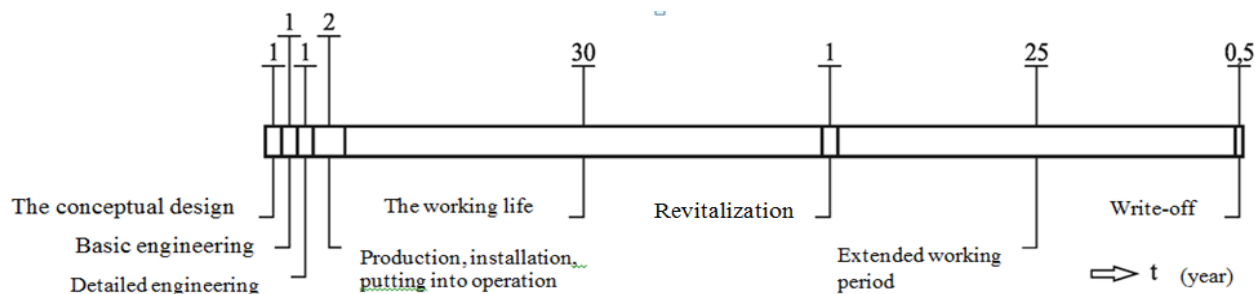 1
2
1
1
30
1
25
0,5
The conceptual design
The working life
Revitalization
Write-off
Basic engineering
Production, installation,
putting into operation
Extended working
period
Detailed engineering
t (year)